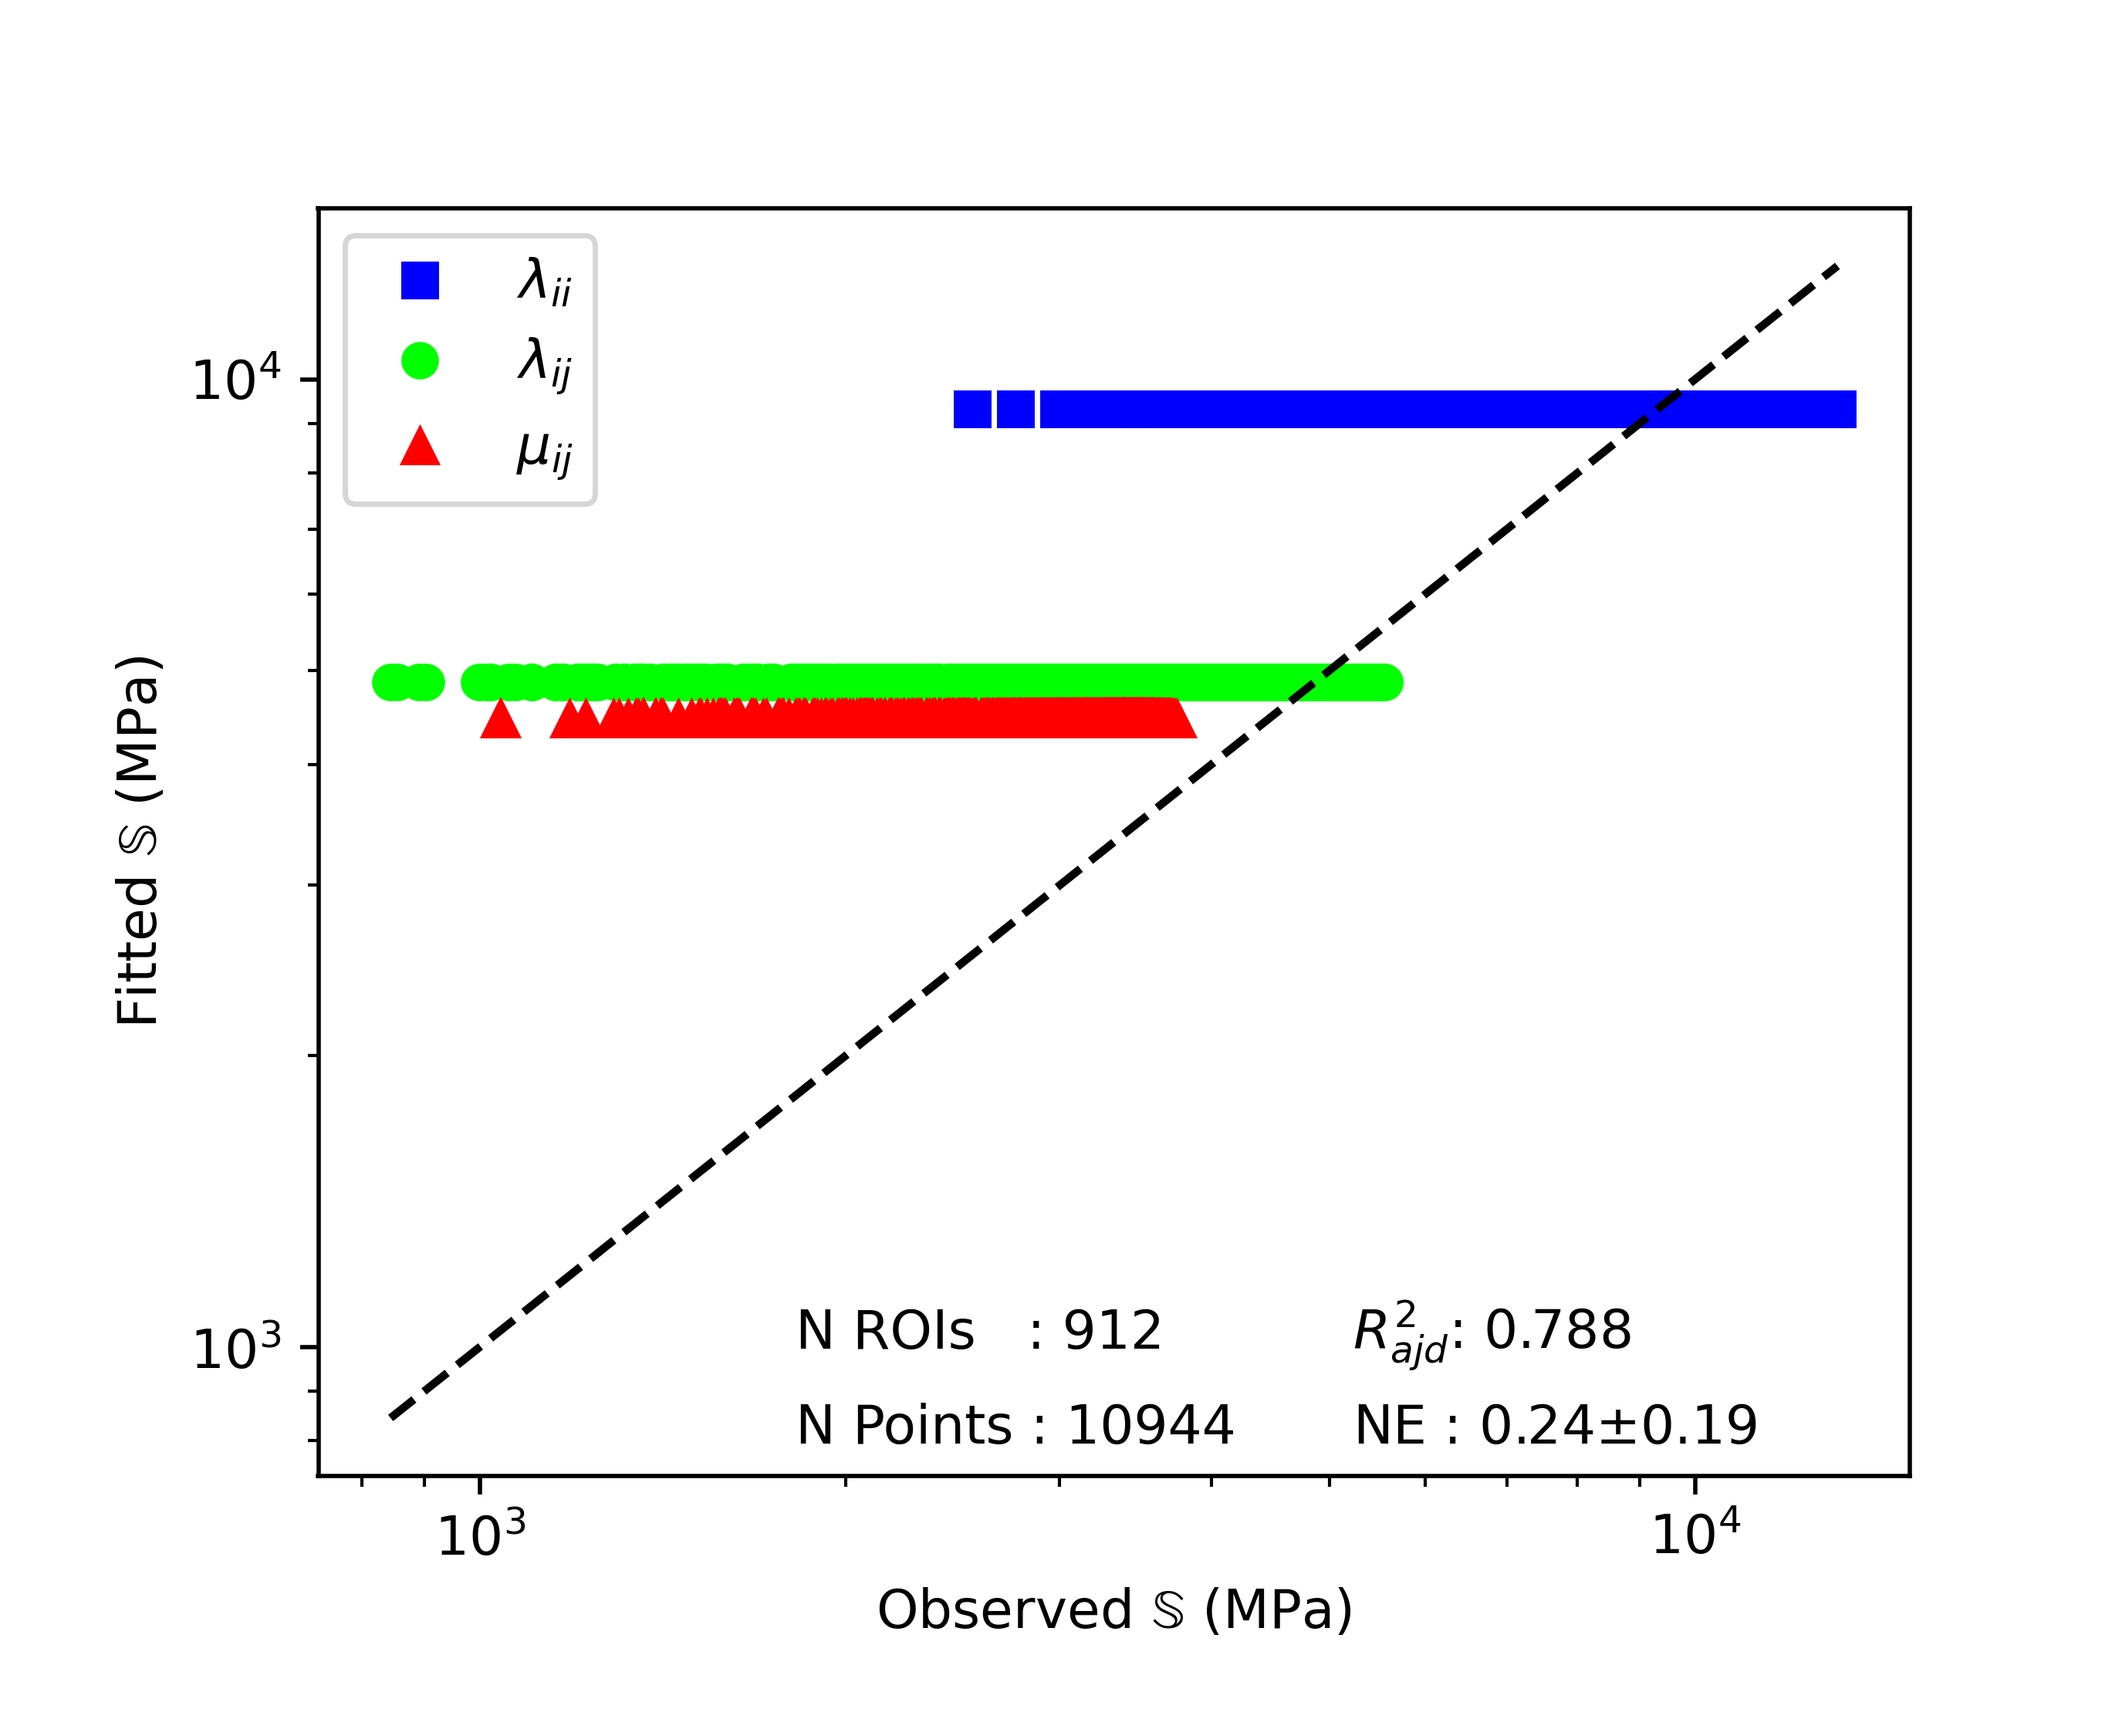 λii
λij
μij
10⁴
10³
Fitted 𝕊 (MPa)
N ROIs : 912
R²ajd: 0.788
N Points : 10944
NE : 0.24±0.19
10³
10⁴
Observed 𝕊 (MPa)